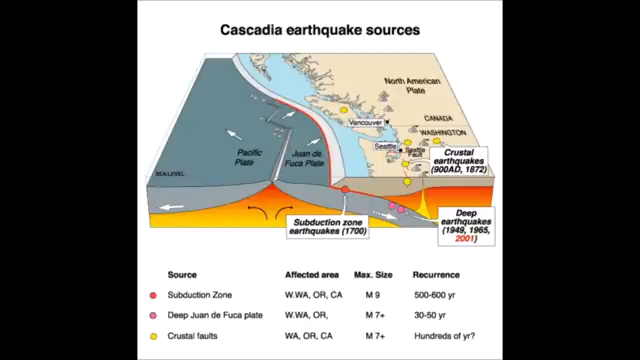 Cascadia earthquake sources
North American
Plate
CANADA
Vancouver
WASHINGTON
Seattle
Seattle
Fault
Crustal
earthquakes
(900AD, 1872)
Pacific
Plate
Juan de
Fuca Plate
SEA LEVEL
Subduction zone
earthquakes (1700)
Deep
earthquakes
(1949, 1965,
2001)
Source Affected area Max. Size Recurrence
Subduction Zone W.WA, OR, CA M 9 500-600 yr
Deep Juan de Fuca plate W.WA, OR, M 7+ 30-50 yr
Crustal faults WA, OR, CA M 7+ Hundreds of yr?